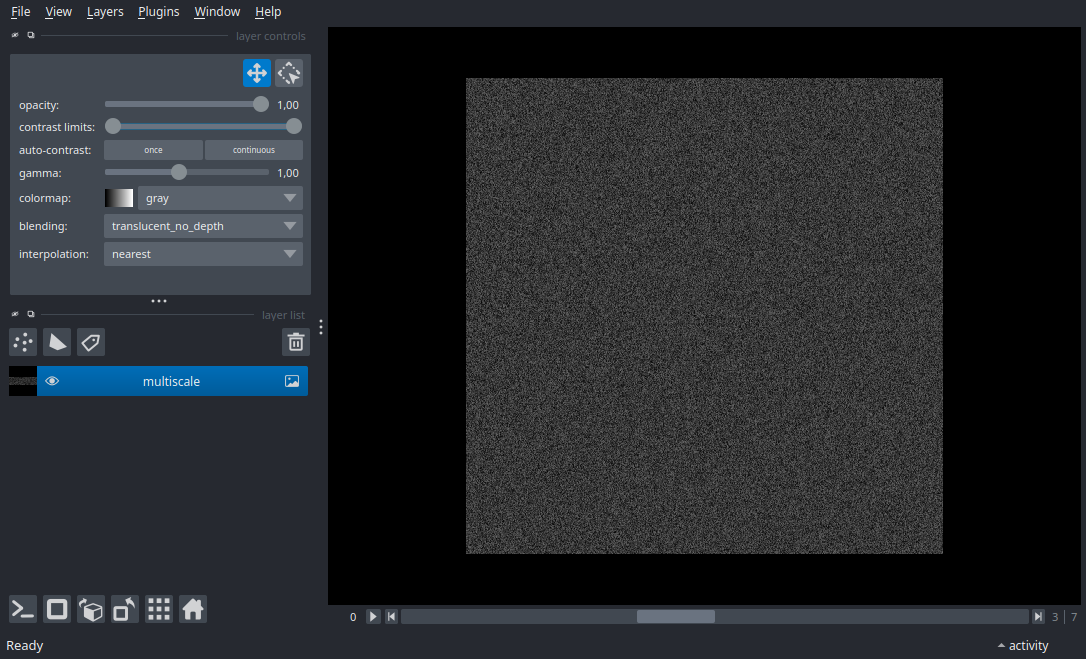 File View Layers Plugins Window Help
layer controls
opacity: 1,00
contrast limits:
auto-contrast: once continuous
gamma: 1,00
colormap: gray
blending: translucent_no_depth
interpolation: nearest
layer list
multiscale
0 3 | 7
Ready activity